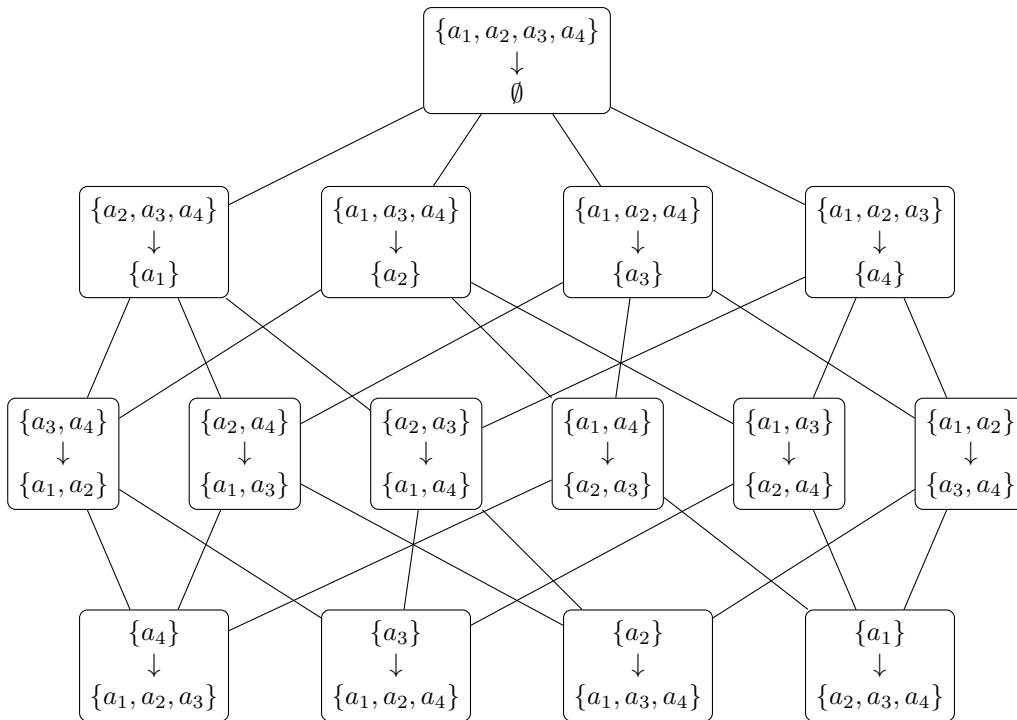 {a₁, a₂, a₃, a₄}
↓
∅
{a₂, a₃, a₄}
↓
{a₁}
{a₁, a₃, a₄}
↓
{a₂}
{a₁, a₂, a₄}
↓
{a₃}
{a₁, a₂, a₃}
↓
{a₄}
{a₃, a₄}
↓
{a₁, a₂}
{a₂, a₄}
↓
{a₁, a₃}
{a₂, a₃}
↓
{a₁, a₄}
{a₁, a₄}
↓
{a₂, a₃}
{a₁, a₃}
↓
{a₂, a₄}
{a₁, a₂}
↓
{a₃, a₄}
{a₄}
↓
{a₁, a₂, a₃}
{a₃}
↓
{a₁, a₂, a₄}
{a₂}
↓
{a₁, a₃, a₄}
{a₁}
↓
{a₂, a₃, a₄}